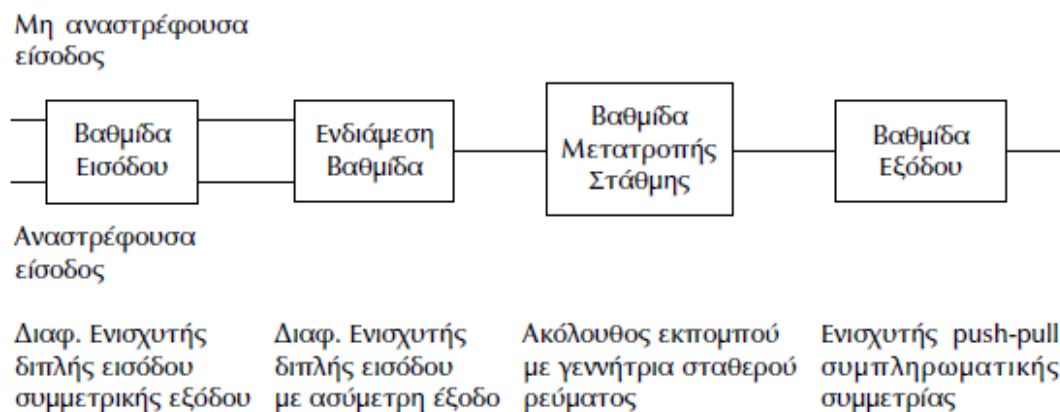 Μη αναστρέφουσα
είσοδος
Βαθμίδα
Εισόδου
Ενδιάμεση
Βαθμίδα
Βαθμίδα
Μετατροπής
Στάθμης
Βαθμίδα
Εξόδου
Αναστρέφουσα
είσοδος
Διαφ. Ενισχυτής
διπλής εισόδου
συμμετρικής εξόδου
Διαφ. Ενισχυτής
διπλής εισόδου
με ασύμετρη έξοδο
Ακόλουθος εκπομπού
με γεννήτρια σταθερού
ρεύματος
Ενισχυτής push-pull
συμπληρωματικής
συμμετρίας